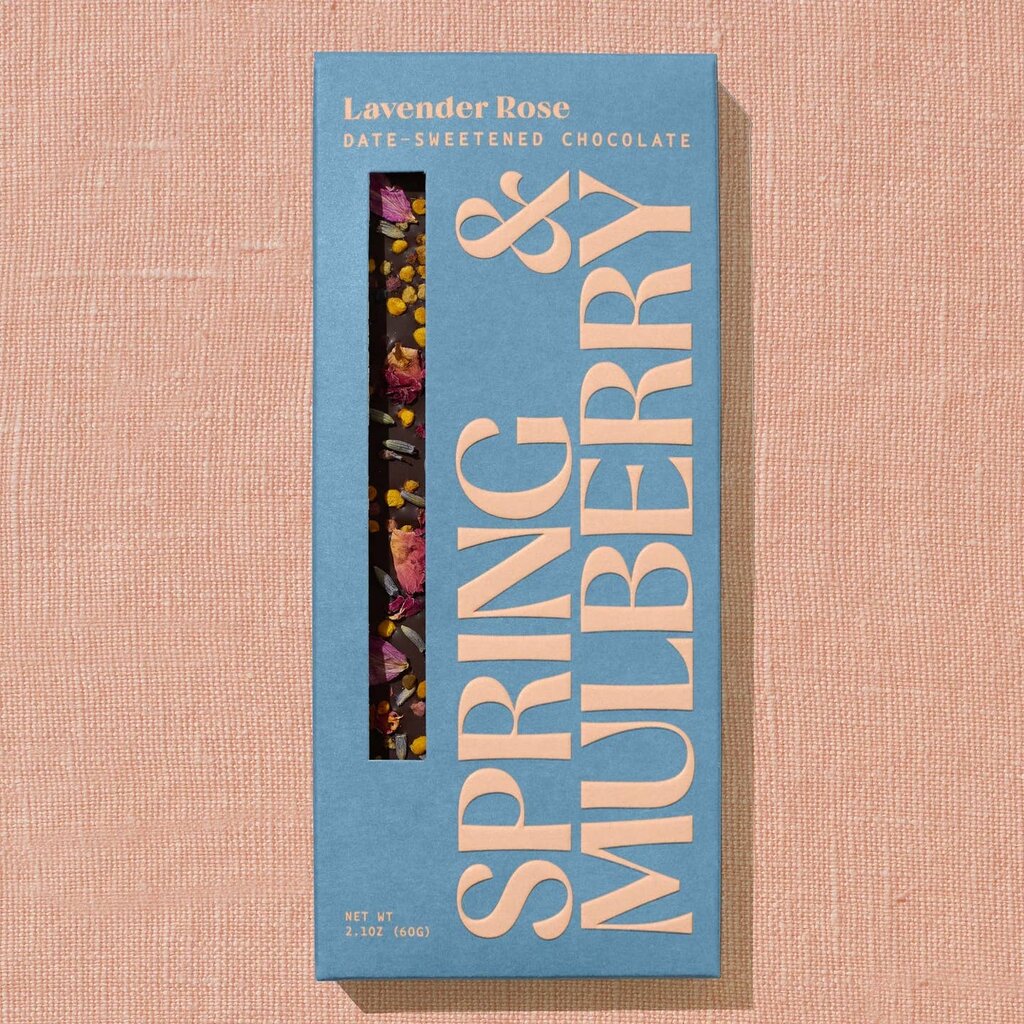 Lavender Rose
DATE-SWEETENED CHOCOLATE
SPRING &
MULBERRY
NET WT
2.1OZ (60G)